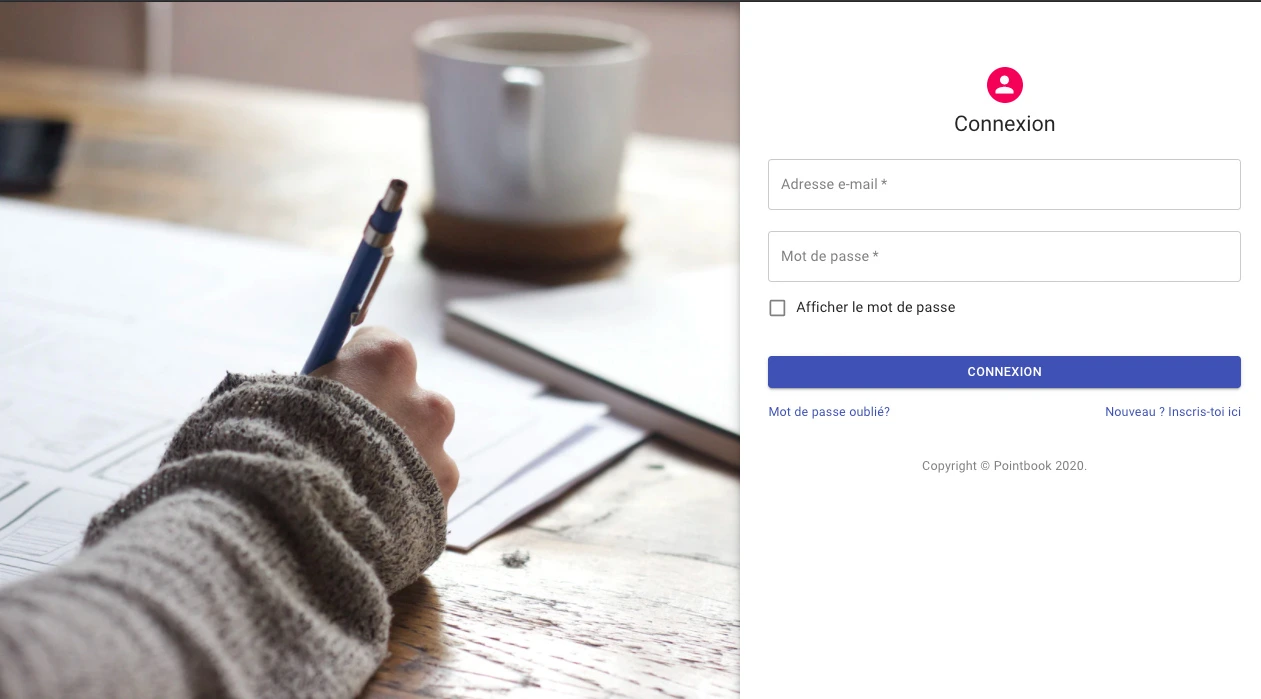 Connexion
Adresse e-mail *
Mot de passe *
Afficher le mot de passe
CONNEXION
Mot de passe oublié? Nouveau ? Inscris-toi ici
Copyright © Pointbook 2020.